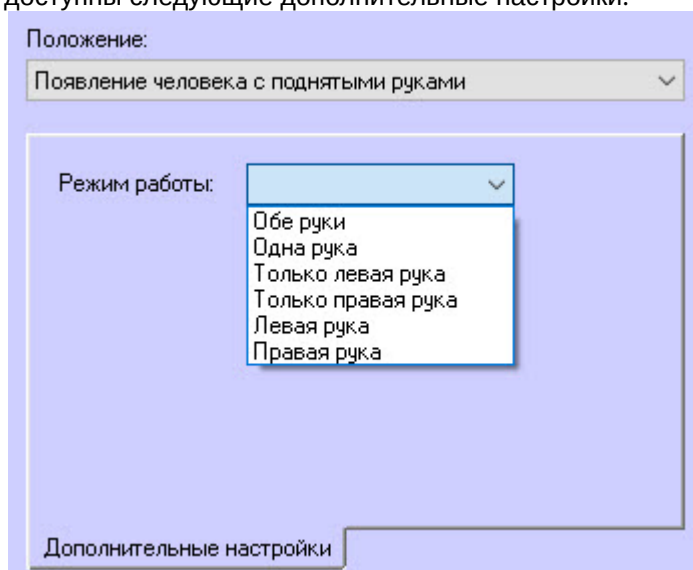 доступны следующие дополнительные настройки:
Положение:
Появление человека с поднятыми руками
Режим работы:
Обе руки
Одна рука
Только левая рука
Только правая рука
Левая рука
Правая рука
Дополнительные настройки